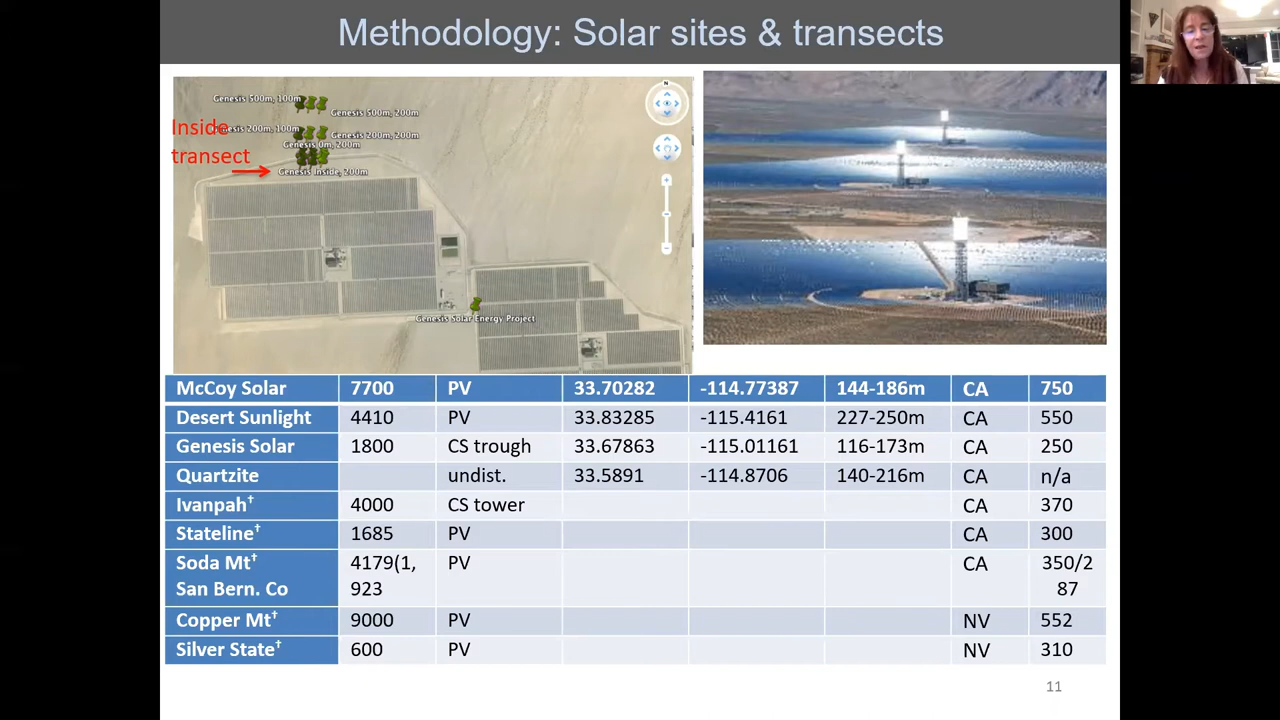 Methodology: Solar sites & transects
Genesis 500m, 100m
Genesis 500m, 200m
Inside
transect
Genesis 200m, 100m
Genesis 200m, 200m
Genesis 0m, 200m
Genesis Inside, 200m
Genesis Solar Energy Project
N
McCoy Solar 7700 PV 33.70282 -114.77387 144-186m CA 750
Desert Sunlight 4410 PV 33.83285 -115.4161 227-250m CA 550
Genesis Solar 1800 CS trough 33.67863 -115.01161 116-173m CA 250
Quartzite undist. 33.5891 -114.8706 140-216m CA n/a
Ivanpah† 4000 CS tower CA 370
Stateline† 1685 PV CA 300
Soda Mt† 4179(1, PV CA 350/2
San Bern. Co 923 87
Copper Mt† 9000 PV NV 552
Silver State† 600 PV NV 310
11